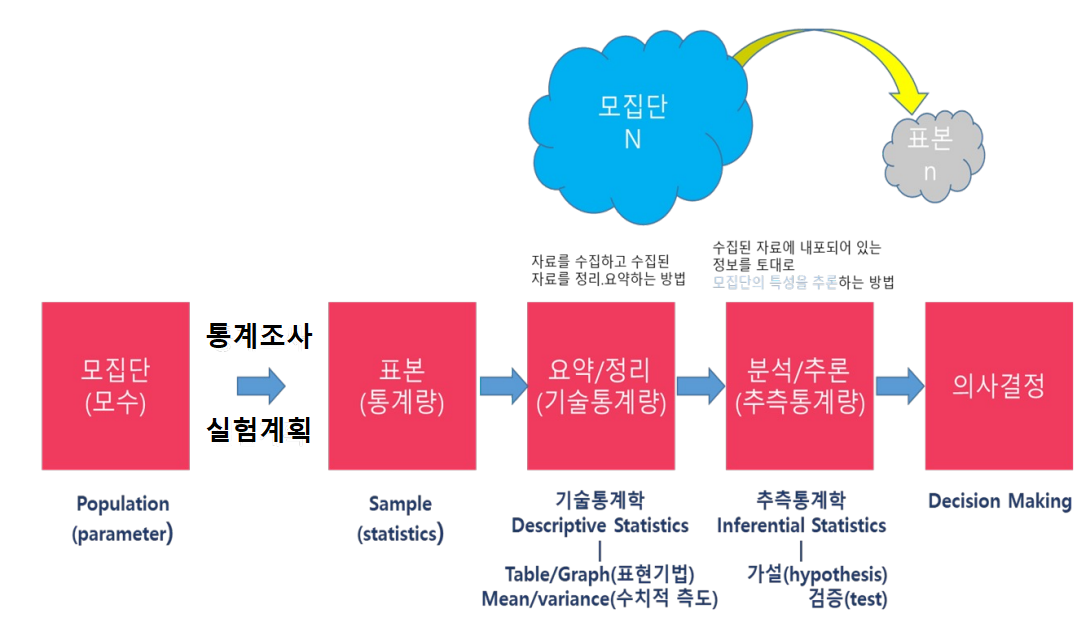 모집단
N
표본
n
자료를 수집하고 수집된
자료를 정리.요약하는 방법
수집된 자료에 내포되어 있는
정보를 토대로
모집단의 특성을 추론하는 방법
모집단
(모수)
통계조사
실험계획
표본
(통계량)
요약/정리
(기술통계량)
분석/추론
(추측통계량)
의사결정
Population
(parameter)
Sample
(statistics)
기술통계학
Descriptive Statistics
|
Table/Graph(표현기법)
Mean/variance(수치적 측도)
추측통계학
Inferential Statistics
|
가설(hypothesis)
검증(test)
Decision Making